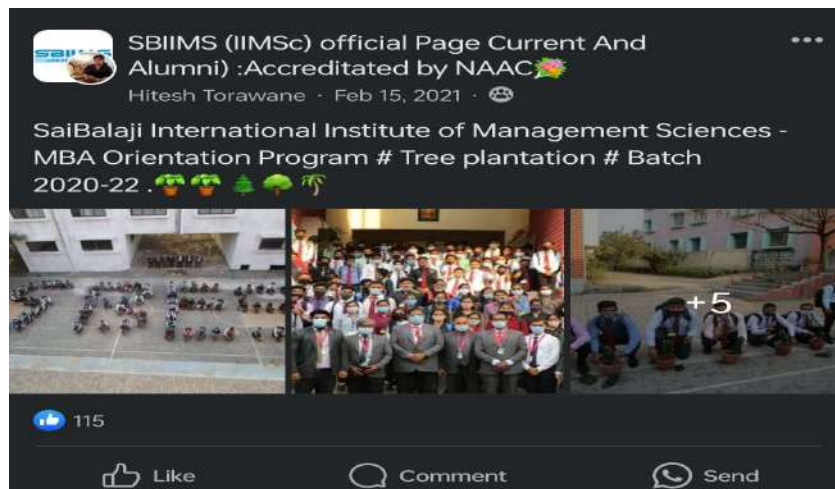 SBIIMS (IIMSc) official Page Current And
Alumni) :Accreditated by NAAC💐
Hitesh Torawane · Feb 15, 2021 ·
SaiBalaji International Institute of Management Sciences -
MBA Orientation Program # Tree plantation # Batch
2020-22 .🪴🪴🌲🌳🌴
+5
115
Like
Comment
Send